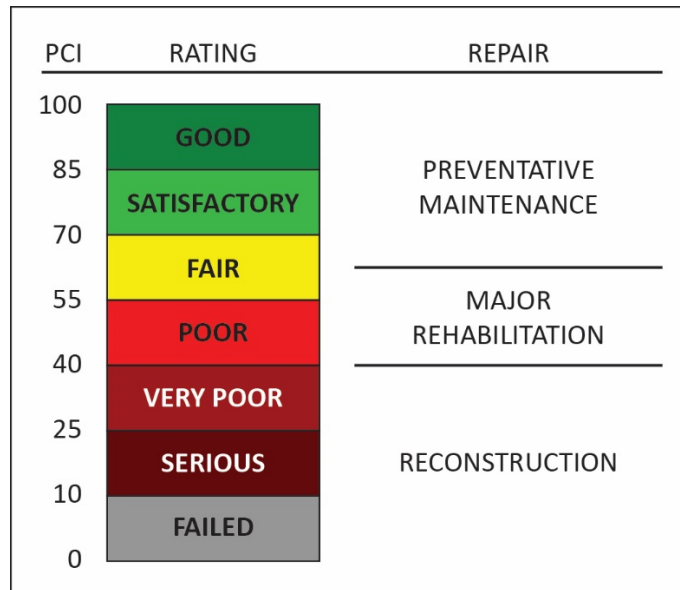 PCI RATING REPAIR
100
GOOD
85
PREVENTATIVE
MAINTENANCE
SATISFACTORY
70
FAIR
55
MAJOR
REHABILITATION
POOR
40
VERY POOR
25
SERIOUS
RECONSTRUCTION
10
FAILED
0